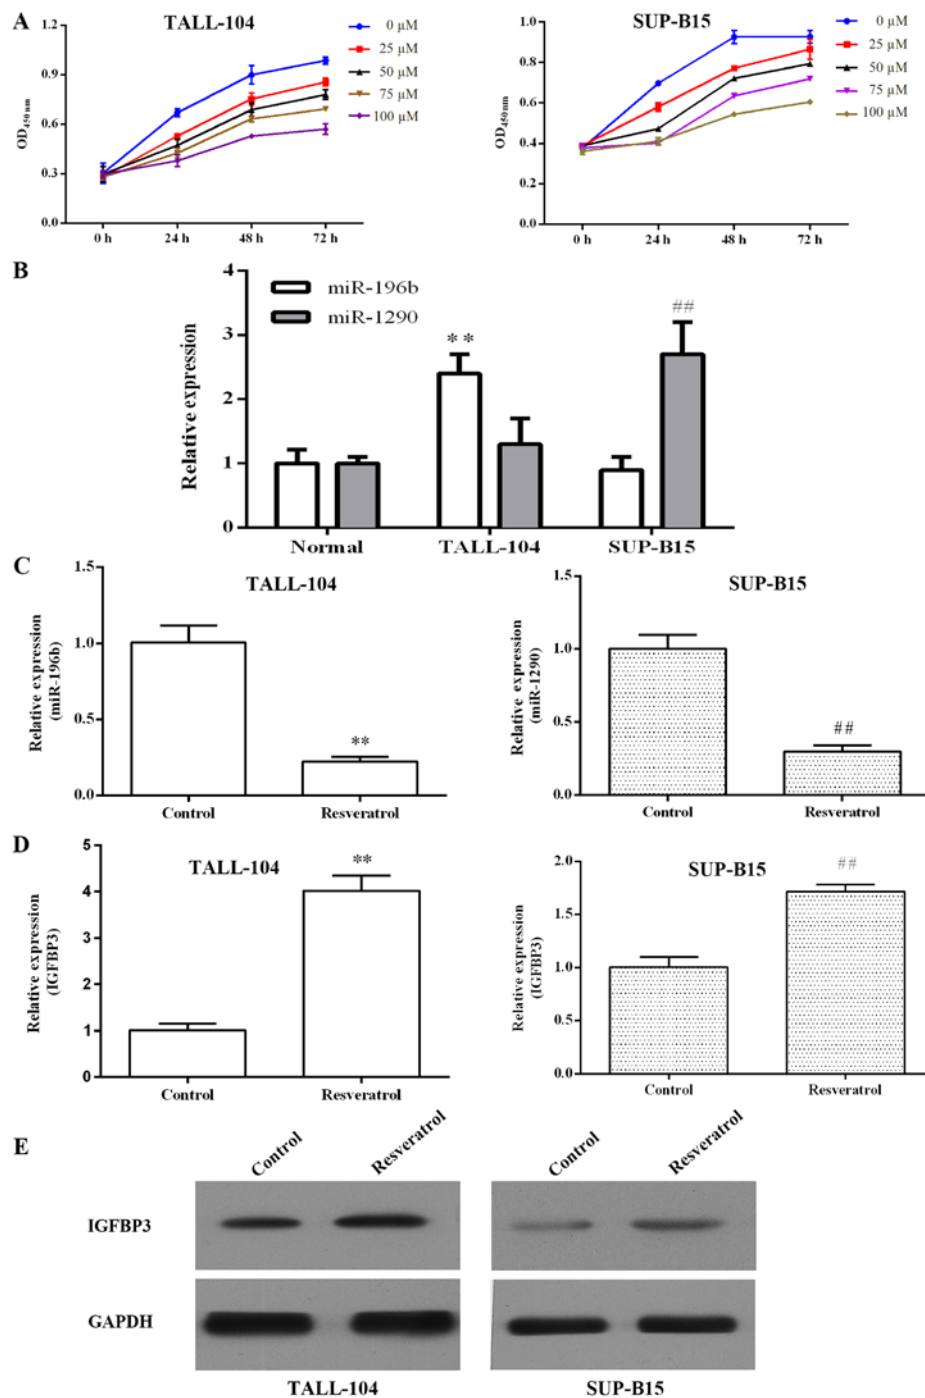 A
TALL-104
OD450 nm
1.2
0.9
0.6
0.3
0.0
0 h
24 h
48 h
72 h
0 µM
25 µM
50 µM
75 µM
100 µM
SUP-B15
OD450 nm
1.0
0.8
0.6
0.4
0.2
0.0
0 h
24 h
48 h
72 h
0 µM
25 µM
50 µM
75 µM
100 µM
B
Relative expression
4
3
2
1
0
miR-196b
miR-1290
**
##
Normal
TALL-104
SUP-B15
C
TALL-104
Relative expression
(miR-196b)
1.5
1.0
0.5
0.0
**
Control
Resveratrol
SUP-B15
Relative expression
(miR-1290)
1.5
1.0
0.5
0.0
##
Control
Resveratrol
D
TALL-104
Relative expression
(IGFBP3)
5
4
3
2
1
0
**
Control
Resveratrol
SUP-B15
Relative expression
(IGFBP3)
2.0
1.5
1.0
0.5
0.0
##
Control
Resveratrol
E
Control
Resveratrol
Control
Resveratrol
IGFBP3
GAPDH
TALL-104
SUP-B15